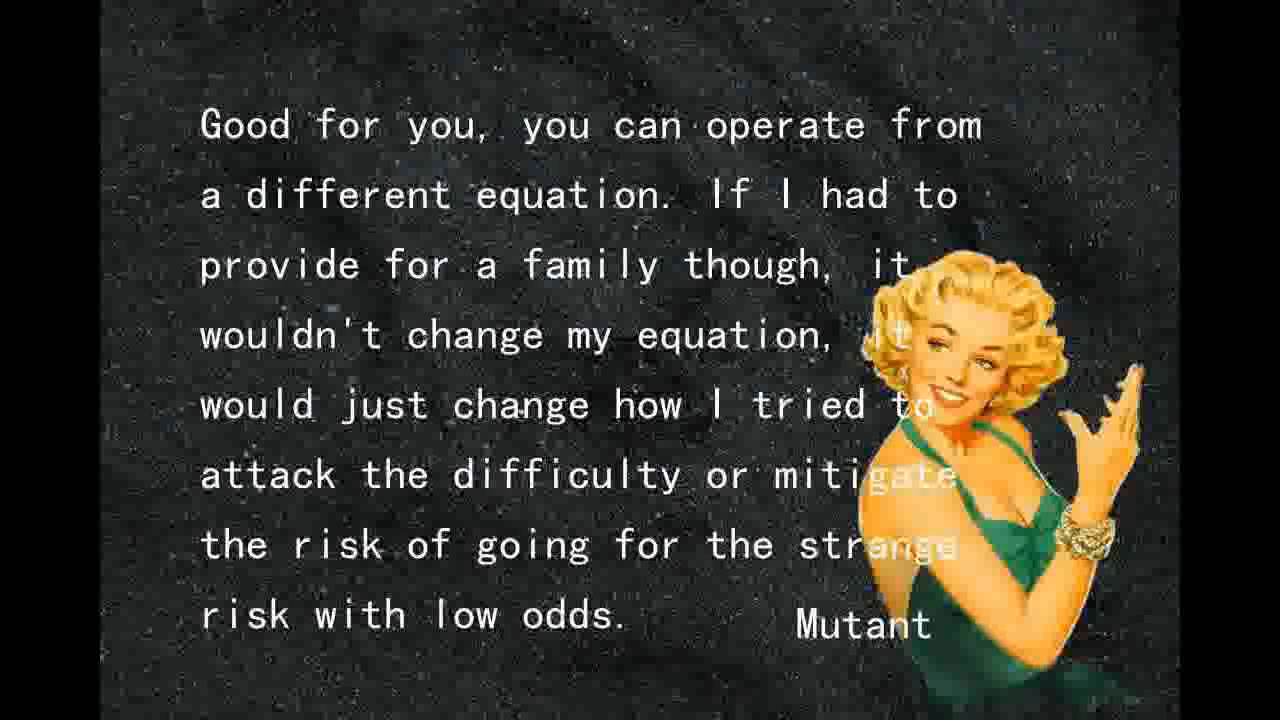 Good for you, you can operate from
a different equation. If I had to
provide for a family though, it
wouldn't change my equation, it
would just change how I tried to
attack the difficulty or mitigate
the risk of going for the strange
risk with low odds.
Mutant